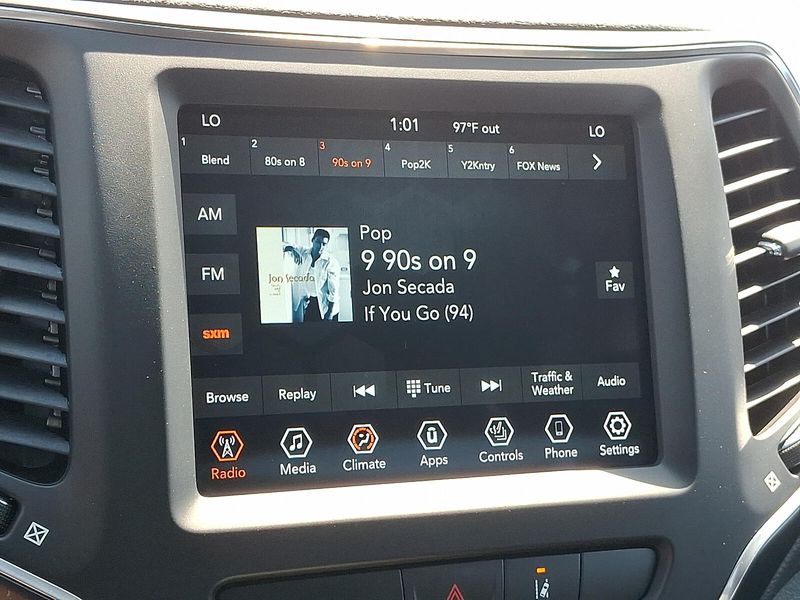 LO 1:01 97°F out LO
1 Blend 2 80s on 8 3 90s on 9 4 Pop2K 5 Y2Kntry 6 FOX News
AM
FM
sxm
Jon Secada
Pop
9 90s on 9
Jon Secada
If You Go (94)
Fav
Browse Replay Tune Traffic & Weather Audio
Radio Media Climate Apps Controls Phone Settings